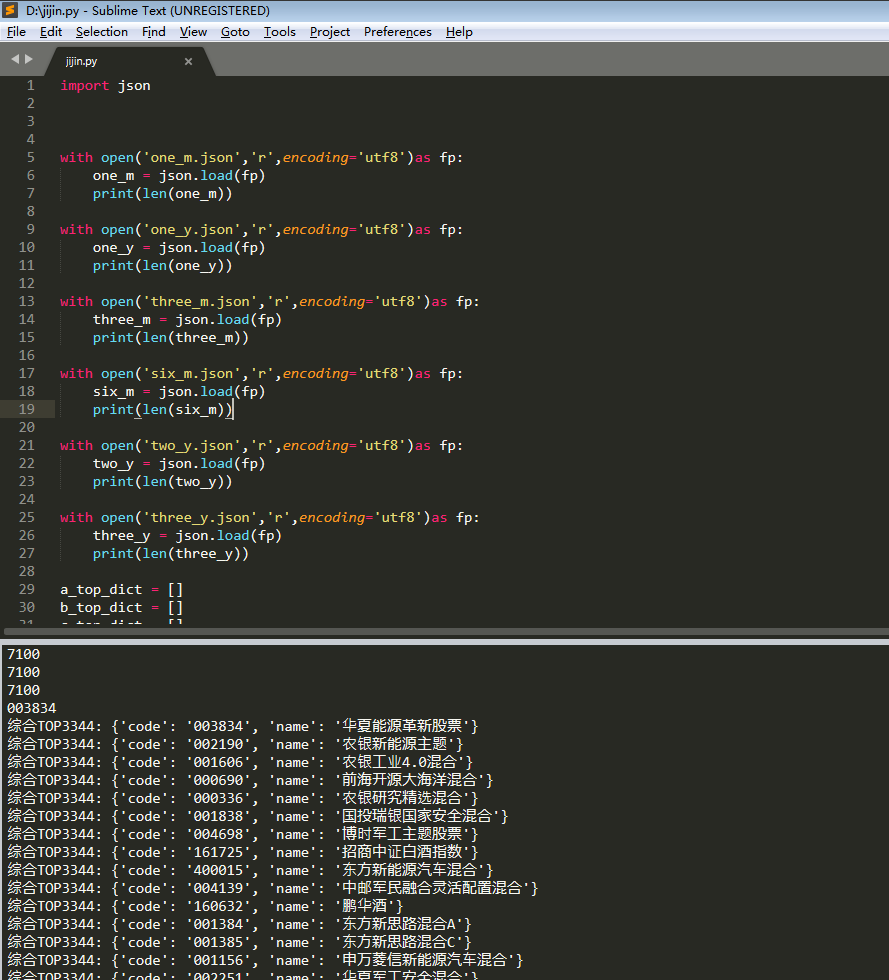 D:\jijin.py - Sublime Text (UNREGISTERED)
File Edit Selection Find View Goto Tools Project Preferences Help
jijin.py ×
1 import json
2
3
4
5 with open('one_m.json','r',encoding='utf8')as fp:
6 one_m = json.load(fp)
7 print(len(one_m))
8
9 with open('one_y.json','r',encoding='utf8')as fp:
10 one_y = json.load(fp)
11 print(len(one_y))
12
13 with open('three_m.json','r',encoding='utf8')as fp:
14 three_m = json.load(fp)
15 print(len(three_m))
16
17 with open('six_m.json','r',encoding='utf8')as fp:
18 six_m = json.load(fp)
19 print(len(six_m))
20
21 with open('two_y.json','r',encoding='utf8')as fp:
22 two_y = json.load(fp)
23 print(len(two_y))
24
25 with open('three_y.json','r',encoding='utf8')as fp:
26 three_y = json.load(fp)
27 print(len(three_y))
28
29 a_top_dict = []
30 b_top_dict = []
31 c_top_dict = []
7100
7100
7100
003834
综合TOP3344: {'code': '003834', 'name': '华夏能源革新股票'}
综合TOP3344: {'code': '002190', 'name': '农银新能源主题'}
综合TOP3344: {'code': '001606', 'name': '农银工业4.0混合'}
综合TOP3344: {'code': '000690', 'name': '前海开源大海洋混合'}
综合TOP3344: {'code': '000336', 'name': '农银研究精选混合'}
综合TOP3344: {'code': '001838', 'name': '国投瑞银国家安全混合'}
综合TOP3344: {'code': '004698', 'name': '博时军工主题股票'}
综合TOP3344: {'code': '161725', 'name': '招商中证白酒指数'}
综合TOP3344: {'code': '400015', 'name': '东方新能源汽车混合'}
综合TOP3344: {'code': '004139', 'name': '中邮军民融合灵活配置混合'}
综合TOP3344: {'code': '160632', 'name': '鹏华酒'}
综合TOP3344: {'code': '001384', 'name': '东方新思路混合A'}
综合TOP3344: {'code': '001385', 'name': '东方新思路混合C'}
综合TOP3344: {'code': '001156', 'name': '申万菱信新能源汽车混合'}
综合TOP3344: {'code': '002251', 'name': '华夏军工安全混合'}